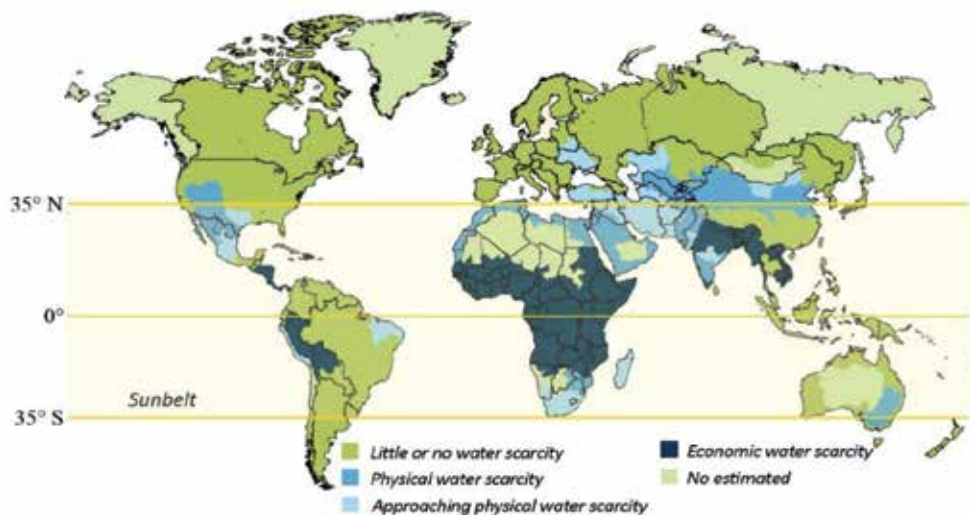 35° N
0°
35° S
Sunbelt
Little or no water scarcity
Physical water scarcity
Approaching physical water scarcity
Economic water scarcity
No estimated